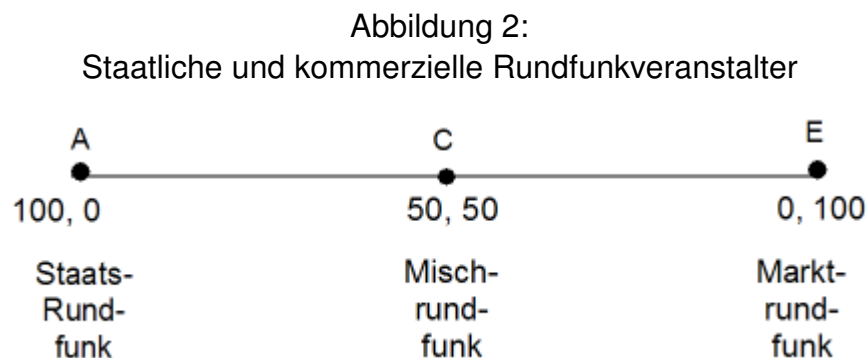 Abbildung 2:
Staatliche und kommerzielle Rundfunkveranstalter
A C E
100, 0 50, 50 0, 100
Staats- Misch- Markt-
Rund- rund- rund-
funk funk funk